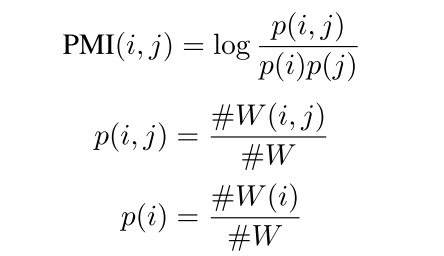 PMI(i, j) = log p(i, j) / p(i)p(j)
p(i, j) = #W(i, j) / #W
p(i) = #W(i) / #W